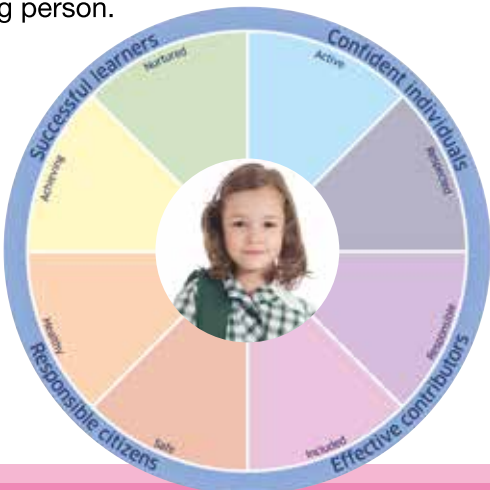 g person.
Successful learners
Confident individuals
Nurtured
Active
Achieving
Respected
Healthy
Responsible
Safe
Included
Responsible citizens
Effective contributors